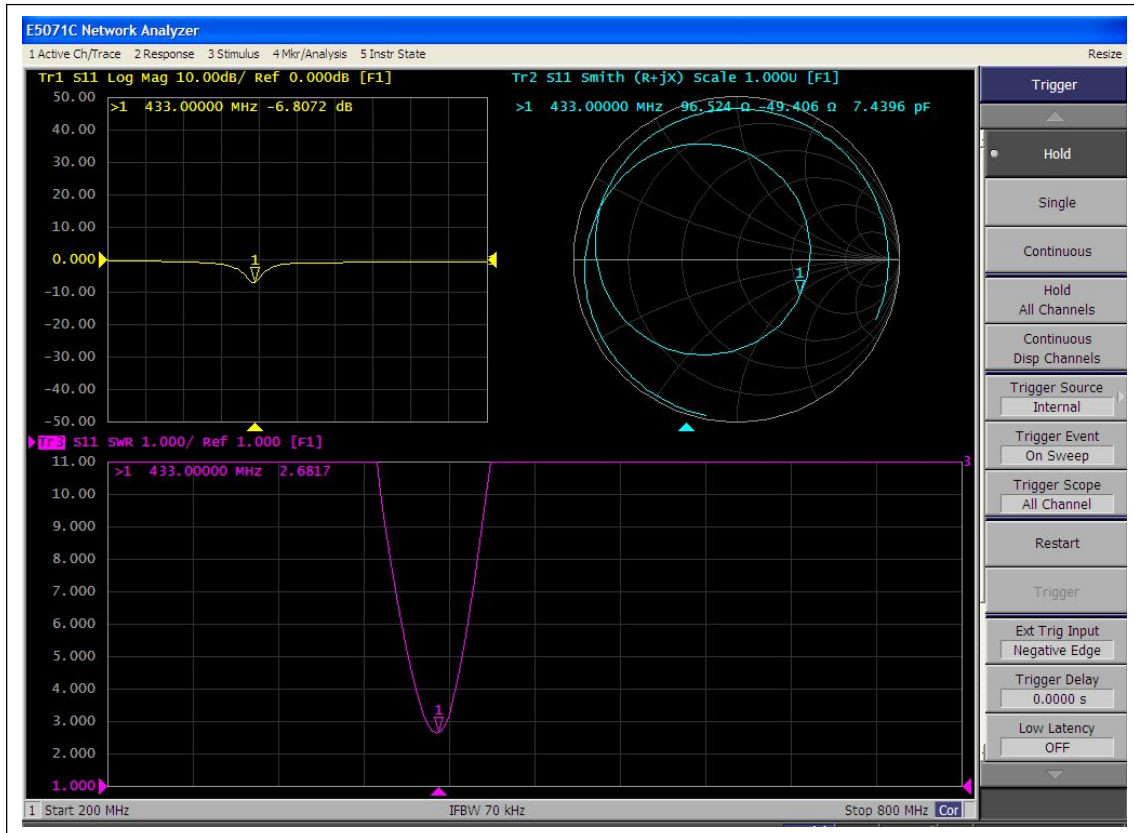 E5071C Network Analyzer
1 Active Ch/Trace 2 Response 3 Stimulus 4 Mkr/Analysis 5 Instr State Resize
Tr1 S11 Log Mag 10.00dB/ Ref 0.000dB [F1]
50.00
>1 433.00000 MHz -6.8072 dB
40.00
30.00
20.00
10.00
0.000
1
-10.00
-20.00
-30.00
-40.00
-50.00
Tr2 S11 Smith (R+jX) Scale 1.000U [F1]
>1 433.00000 MHz 96.524 Ω -49.406 Ω 7.4396 pF
1
Tr3 S11 SWR 1.000/ Ref 1.000 [F1]
11.00
>1 433.00000 MHz 2.6817
3
10.00
9.000
8.000
7.000
6.000
5.000
4.000
3.000
1
2.000
1.000
1 Start 200 MHz IFBW 70 kHz Stop 800 MHz Cor
Trigger
Hold
Single
Continuous
Hold
All Channels
Continuous
Disp Channels
Trigger Source
Internal
Trigger Event
On Sweep
Trigger Scope
All Channel
Restart
Trigger
Ext Trig Input
Negative Edge
Trigger Delay
0.0000 s
Low Latency
OFF